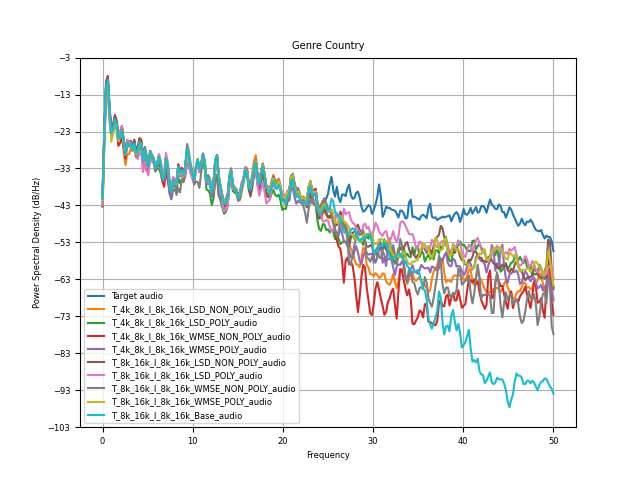 Genre Country
Power Spectral Density (dB/Hz)
−3
−13
−23
−33
−43
−53
−63
−73
−83
−93
−103
Target audio
T_4k_8k_I_8k_16k_LSD_NON_POLY_audio
T_4k_8k_I_8k_16k_LSD_POLY_audio
T_4k_8k_I_8k_16k_WMSE_NON_POLY_audio
T_4k_8k_I_8k_16k_WMSE_POLY_audio
T_8k_16k_I_8k_16k_LSD_NON_POLY_audio
T_8k_16k_I_8k_16k_LSD_POLY_audio
T_8k_16k_I_8k_16k_WMSE_NON_POLY_audio
T_8k_16k_I_8k_16k_WMSE_POLY_audio
T_8k_16k_I_8k_16k_Base_audio
0 10 20 30 40 50
Frequency